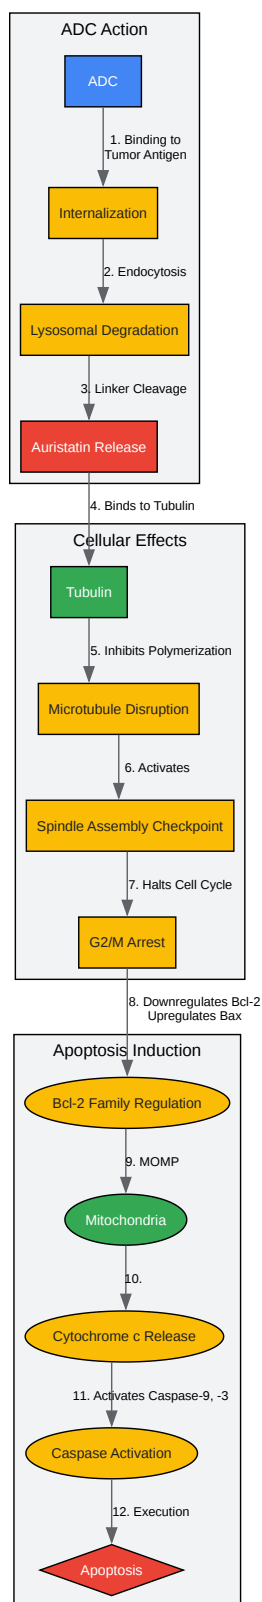 ADC Action
ADC
1. Binding to
Tumor Antigen
Internalization
2. Endocytosis
Lysosomal Degradation
3. Linker Cleavage
Auristatin Release
4. Binds to Tubulin
Cellular Effects
Tubulin
5. Inhibits Polymerization
Microtubule Disruption
6. Activates
Spindle Assembly Checkpoint
7. Halts Cell Cycle
G2/M Arrest
8. Downregulates Bcl-2
Upregulates Bax
Apoptosis Induction
Bcl-2 Family Regulation
9. MOMP
Mitochondria
10.
Cytochrome c Release
11. Activates Caspase-9, -3
Caspase Activation
12. Execution
Apoptosis